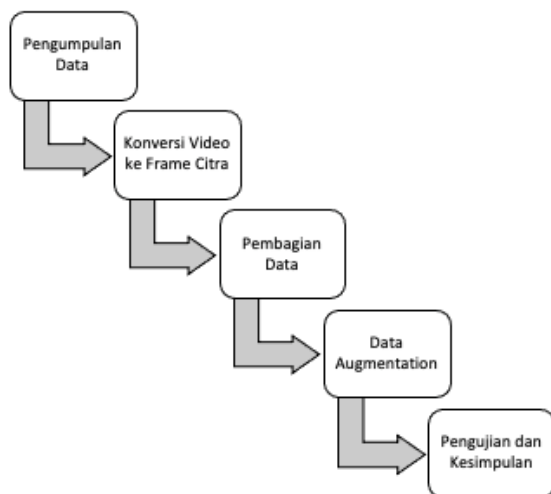 Pengumpulan
Data
Konversi Video
ke Frame Citra
Pembagian
Data
Data
Augmentation
Pengujian dan
Kesimpulan